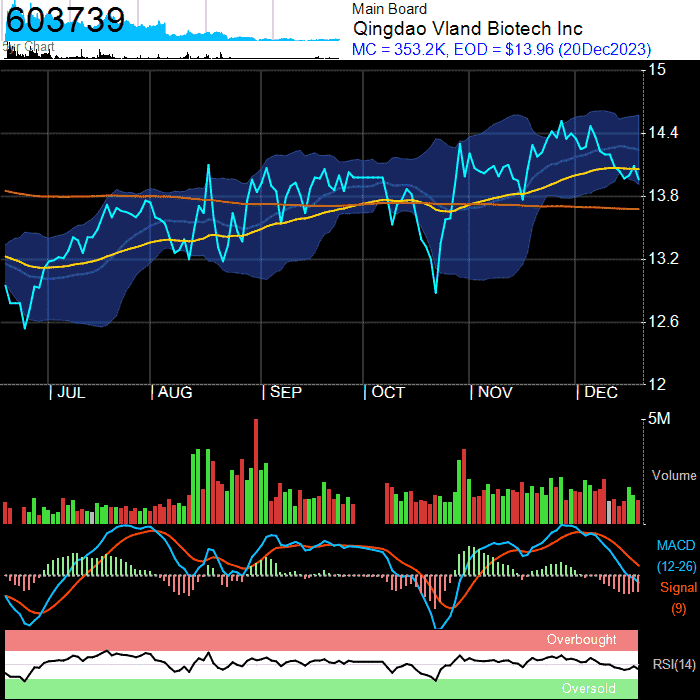 603739
5yr Chart
Main Board
Qingdao Vland Biotech Inc
MC = 353.2K, EOD = $13.96 (20Dec2023)
15
14.4
13.8
13.2
12.6
12
| JUL | AUG | SEP | OCT | NOV | DEC
5M
Volume
MACD
(12-26)
Signal
(9)
Overbought
RSI(14)
Oversold